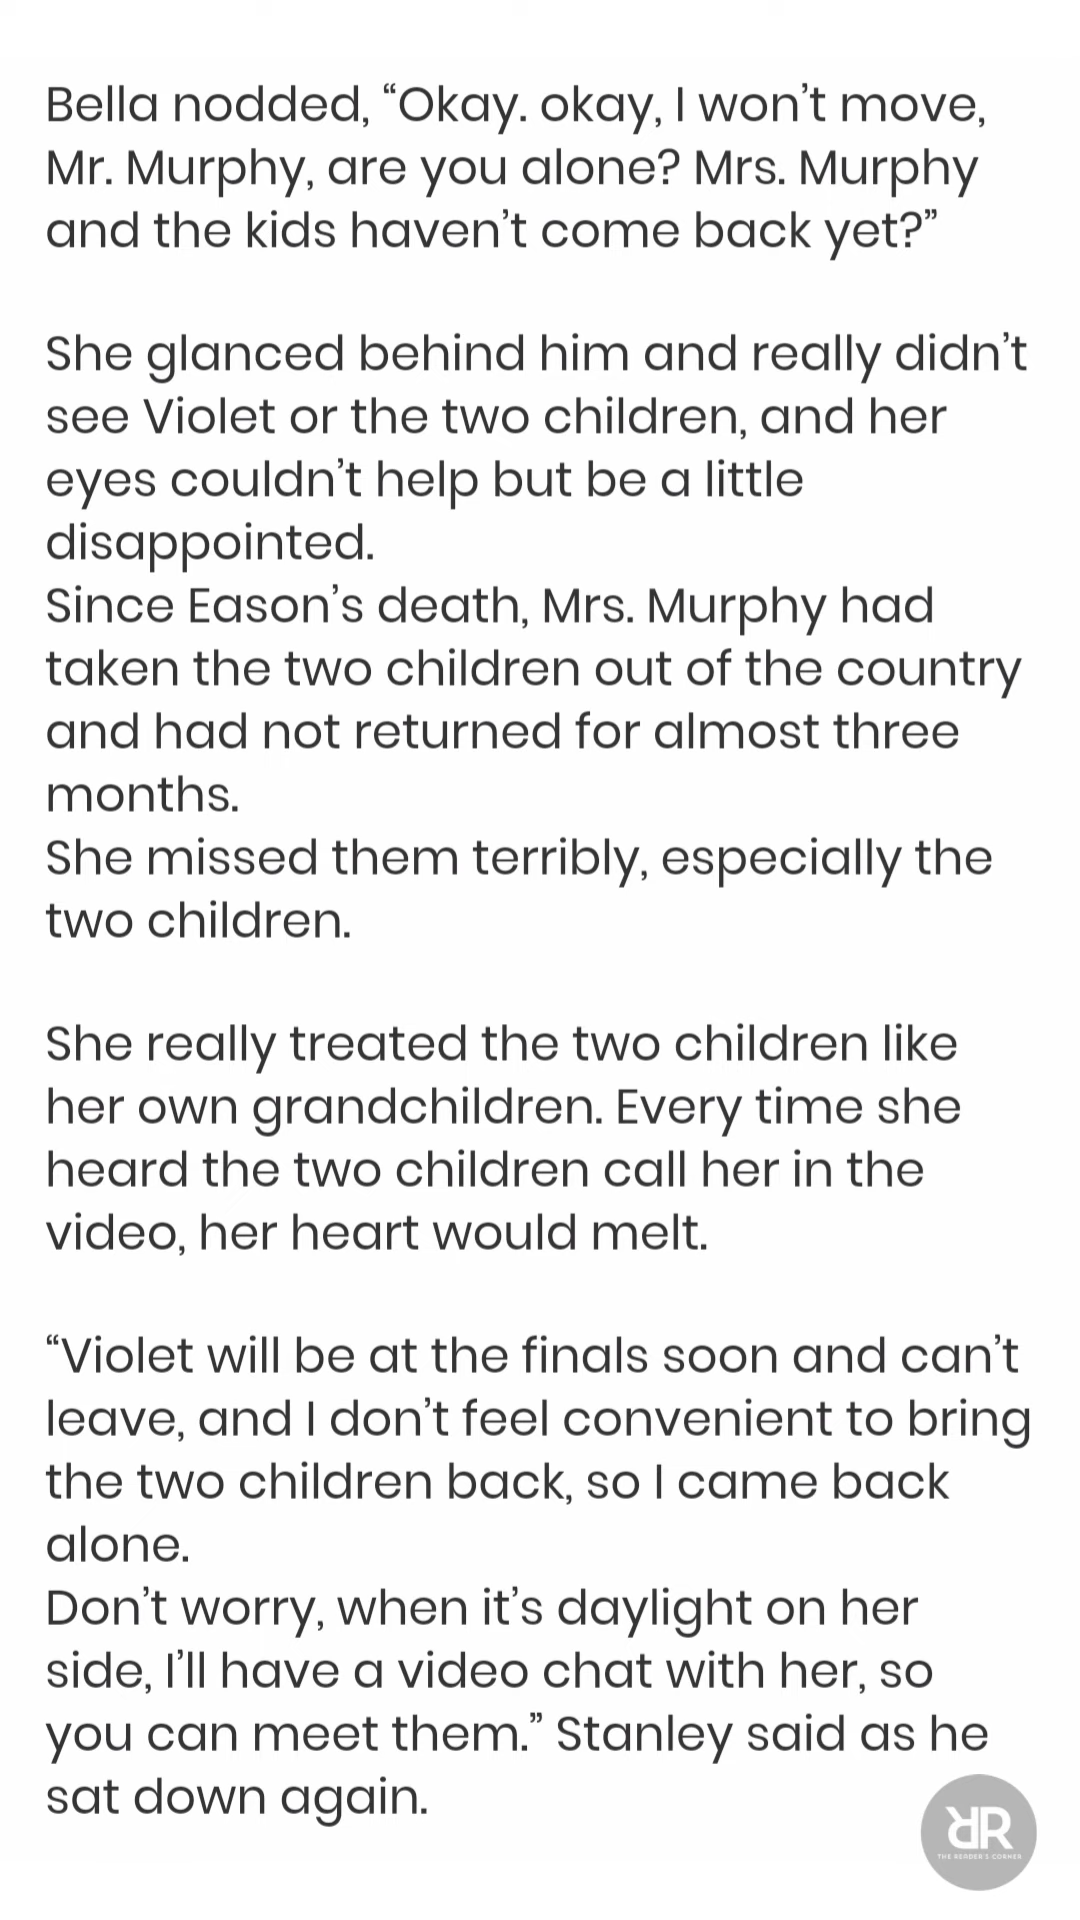 Bella nodded, “Okay. okay, I won’t move,
Mr. Murphy, are you alone? Mrs. Murphy
and the kids haven’t come back yet?”
She glanced behind him and really didn’t
see Violet or the two children, and her
eyes couldn’t help but be a little
disappointed.
Since Eason’s death, Mrs. Murphy had
taken the two children out of the country
and had not returned for almost three
months.
She missed them terribly, especially the
two children.
She really treated the two children like
her own grandchildren. Every time she
heard the two children call her in the
video, her heart would melt.
“Violet will be at the finals soon and can’t
leave, and I don’t feel convenient to bring
the two children back, so I came back
alone.
Don’t worry, when it’s daylight on her
side, I’ll have a video chat with her, so
you can meet them.” Stanley said as he
sat down again.
RR
THE READER'S CORNER